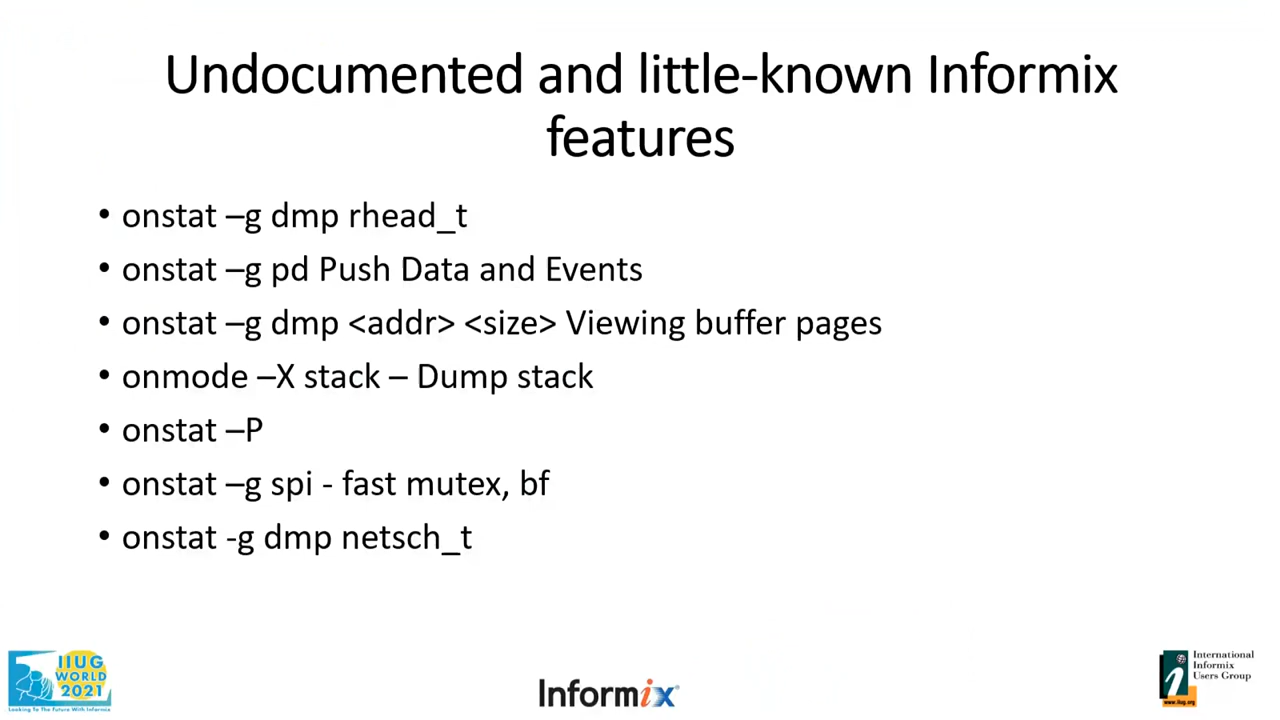 Undocumented and little-known Informix
features
• onstat –g dmp rhead_t
• onstat –g pd Push Data and Events
• onstat –g dmp <addr> <size> Viewing buffer pages
• onmode –X stack – Dump stack
• onstat –P
• onstat –g spi - fast mutex, bf
• onstat -g dmp netsch_t
IIUG
WORLD
2021
Looking To The Future With Informix
Informix
International
Informix
Users Group
www.iiug.org